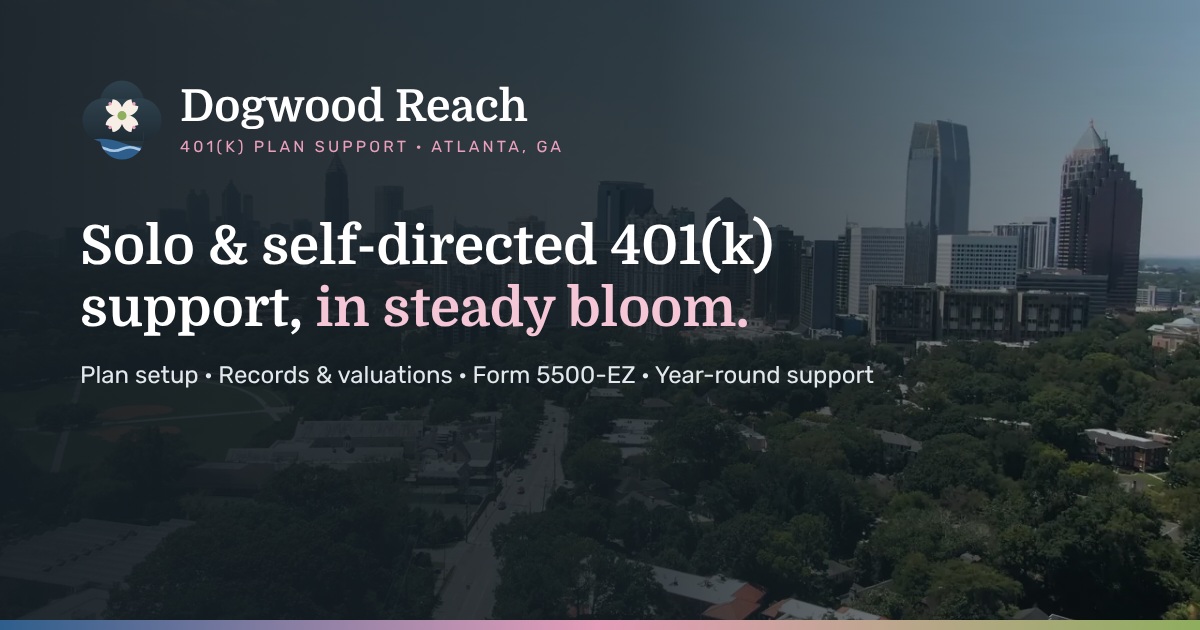 Dogwood Reach
401(K) PLAN SUPPORT • ATLANTA, GA
Solo & self-directed 401(k)
support, in steady bloom.
Plan setup • Records & valuations • Form 5500-EZ • Year-round support